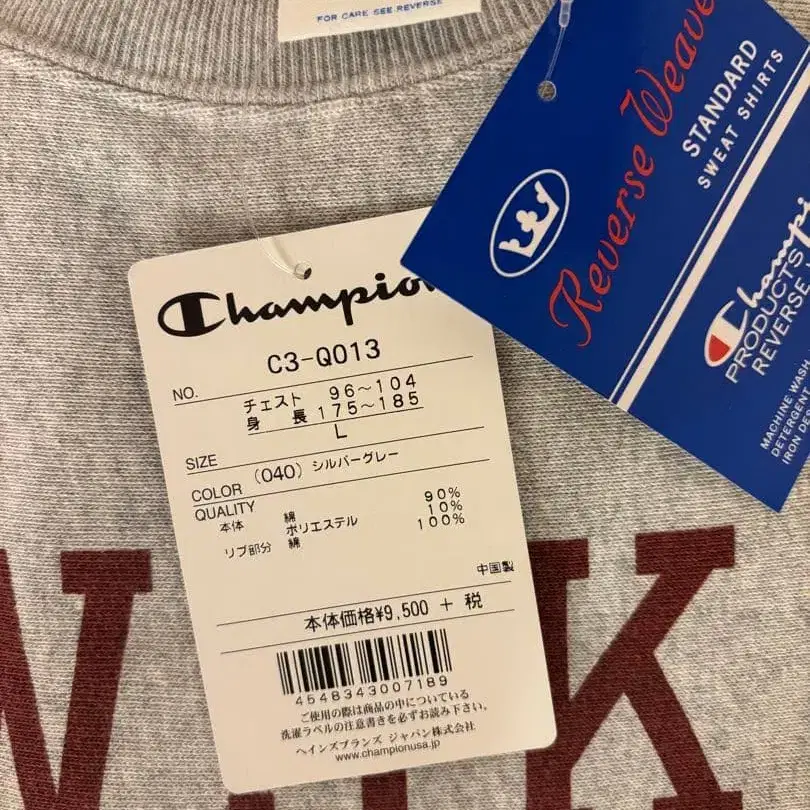 FOR CARE SEE REVERSE
Reverse Weave
STANDARD
SWEAT SHIRTS
Champion
PRODUCTS
REVERSE
MACHINE WASH
DETERGENT
IRON
Champion
NO. C3-Q013
チェスト 96～104
身 長 175～185
SIZE L
COLOR (040) シルバーグレー
QUALITY
本体 綿 90%
ポリエステル 10%
リブ部分 綿 100%
中国製
本体価格¥9,500 + 税
4548343007189
ご使用の際は商品の中についている
洗濯ラベルの注意書きを必ずお読み下さい。
ヘインズブランズ ジャパン株式会社
www.championusa.jp